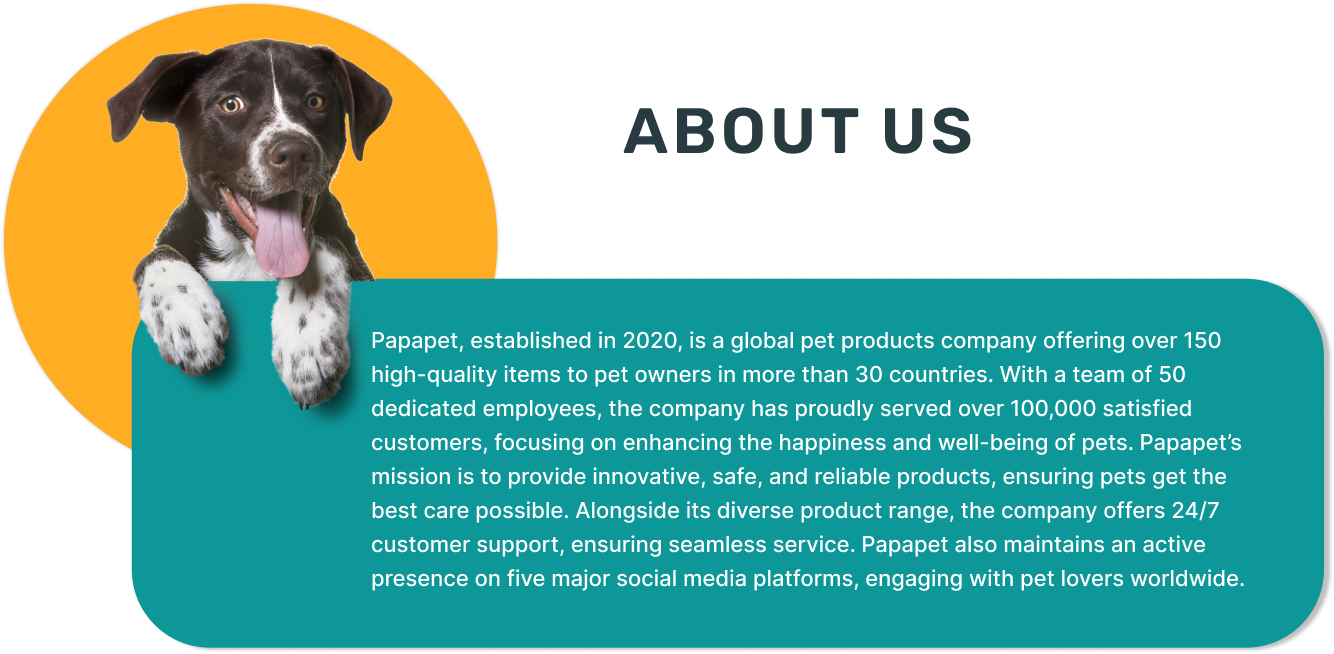 ABOUT US
Papapet, established in 2020, is a global pet products company offering over 150
high-quality items to pet owners in more than 30 countries. With a team of 50
dedicated employees, the company has proudly served over 100,000 satisfied
customers, focusing on enhancing the happiness and well-being of pets. Papapet’s
mission is to provide innovative, safe, and reliable products, ensuring pets get the
best care possible. Alongside its diverse product range, the company offers 24/7
customer support, ensuring seamless service. Papapet also maintains an active
presence on five major social media platforms, engaging with pet lovers worldwide.